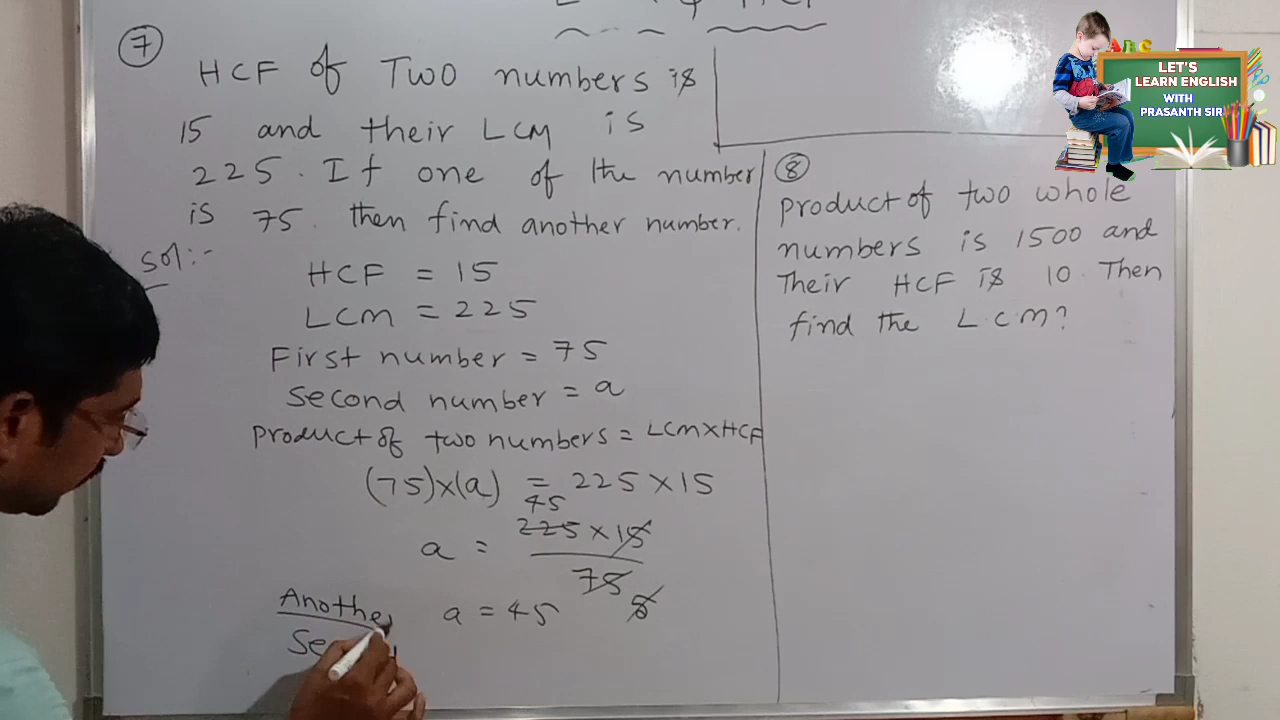 7
HCF of Two numbers is
15 and their LCM is
225. If one of the number
is 75. then find another number.
Sol:-
HCF = 15
LCM = 225
First number = 75
Second number = a
Product of two numbers = LCM×HCF
(75)×(a) = 225 × 15
45
a = 225 × 15
75
5
a = 45
Another
8
product of two whole
numbers is 1500 and
Their HCF is 10. Then
find the L.C.M?
ABC
LET'S
LEARN ENGLISH
WITH
PRASANTH SIR